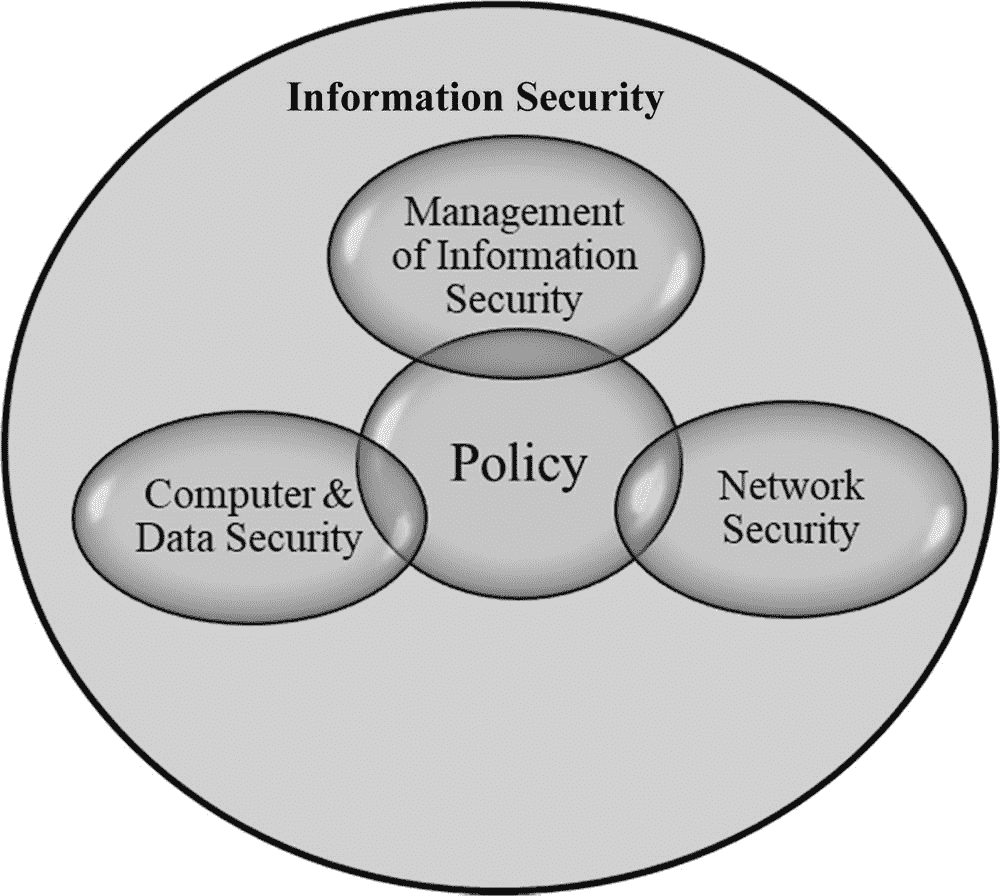 Information Security
Management
of Information
Security
Policy
Computer &
Data Security
Network
Security